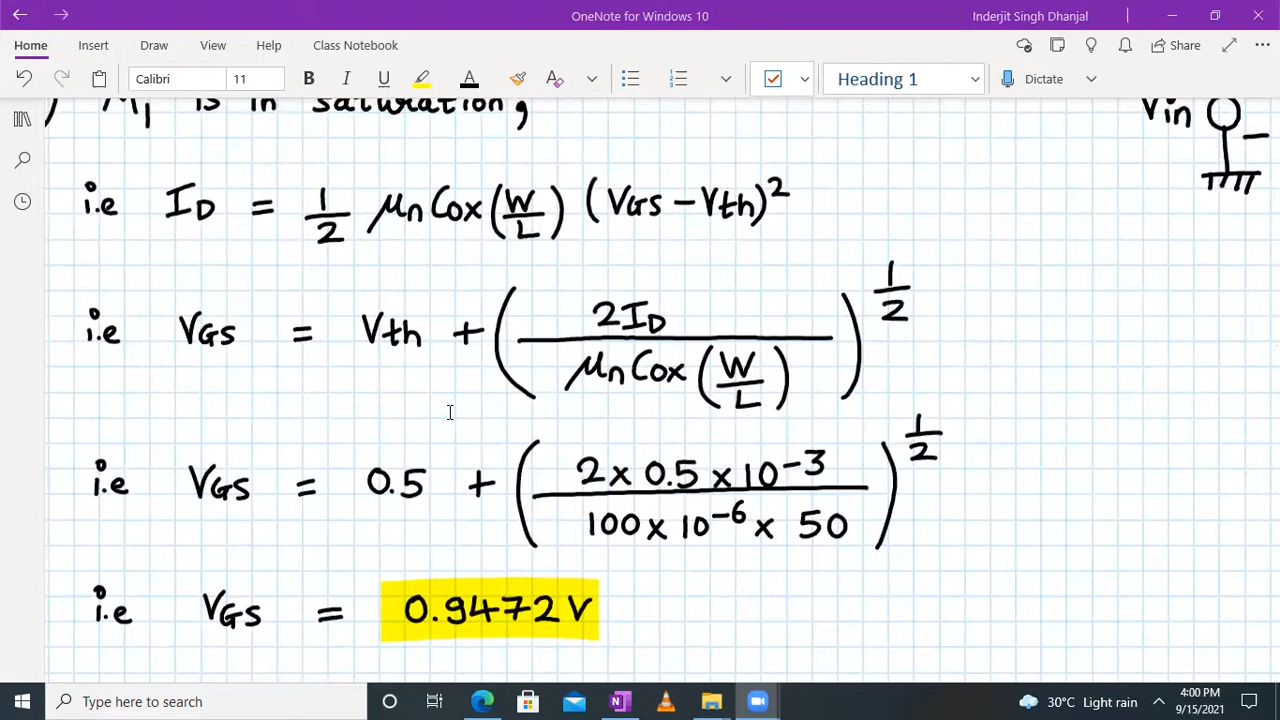 OneNote for Windows 10
Inderjit Singh Dhanjal
Home Insert Draw View Help Class Notebook
Share
Calibri 11 B I U A Heading 1 Dictate
) M1 is in saturation,
Vin
i.e ID = 1/2 μnCox(W/L) (VGS − Vth)^2
i.e VGS = Vth + (2ID / μnCox(W/L))^1/2
i.e VGS = 0.5 + (2 x 0.5 x 10^-3 / 100 x 10^-6 x 50)^1/2
i.e VGS = 0.9472 V
Type here to search
30°C Light rain
4:00 PM
9/15/2021